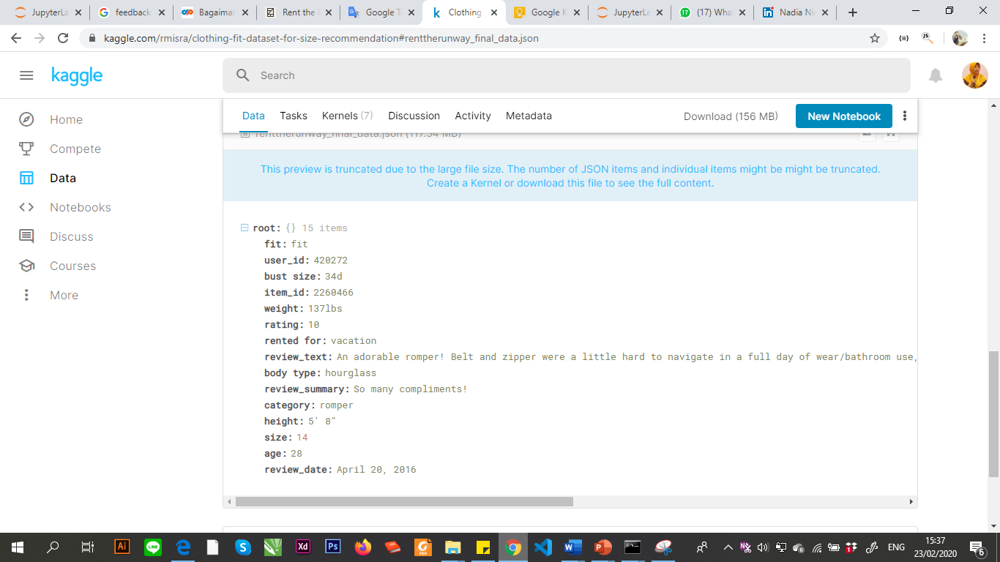 JupyterLa
feedback
Bagaimar
Rent the
Google Tr
Clothing
Google K
JupyterLa
(17) Wha
Nadia Ni
kaggle.com/rmisra/clothing-fit-dataset-for-size-recommendation#renttherunway_final_data.json
kaggle
Search
Home
Compete
Data
Notebooks
Discuss
Courses
More
Data Tasks Kernels (7) Discussion Activity Metadata Download (156 MB) New Notebook
renttherunway_final_data.json (117.54 MB)
This preview is truncated due to the large file size. The number of JSON items and individual items might be might be truncated.
Create a Kernel or download this file to see the full content.
root: {} 15 items
fit: fit
user_id: 420272
bust size: 34d
item_id: 2260466
weight: 137lbs
rating: 10
rented for: vacation
review_text: An adorable romper! Belt and zipper were a little hard to navigate in a full day of wear/bathroom use,
body type: hourglass
review_summary: So many compliments!
category: romper
height: 5' 8"
size: 14
age: 28
review_date: April 20, 2016
ENG
15:37
23/02/2020
6